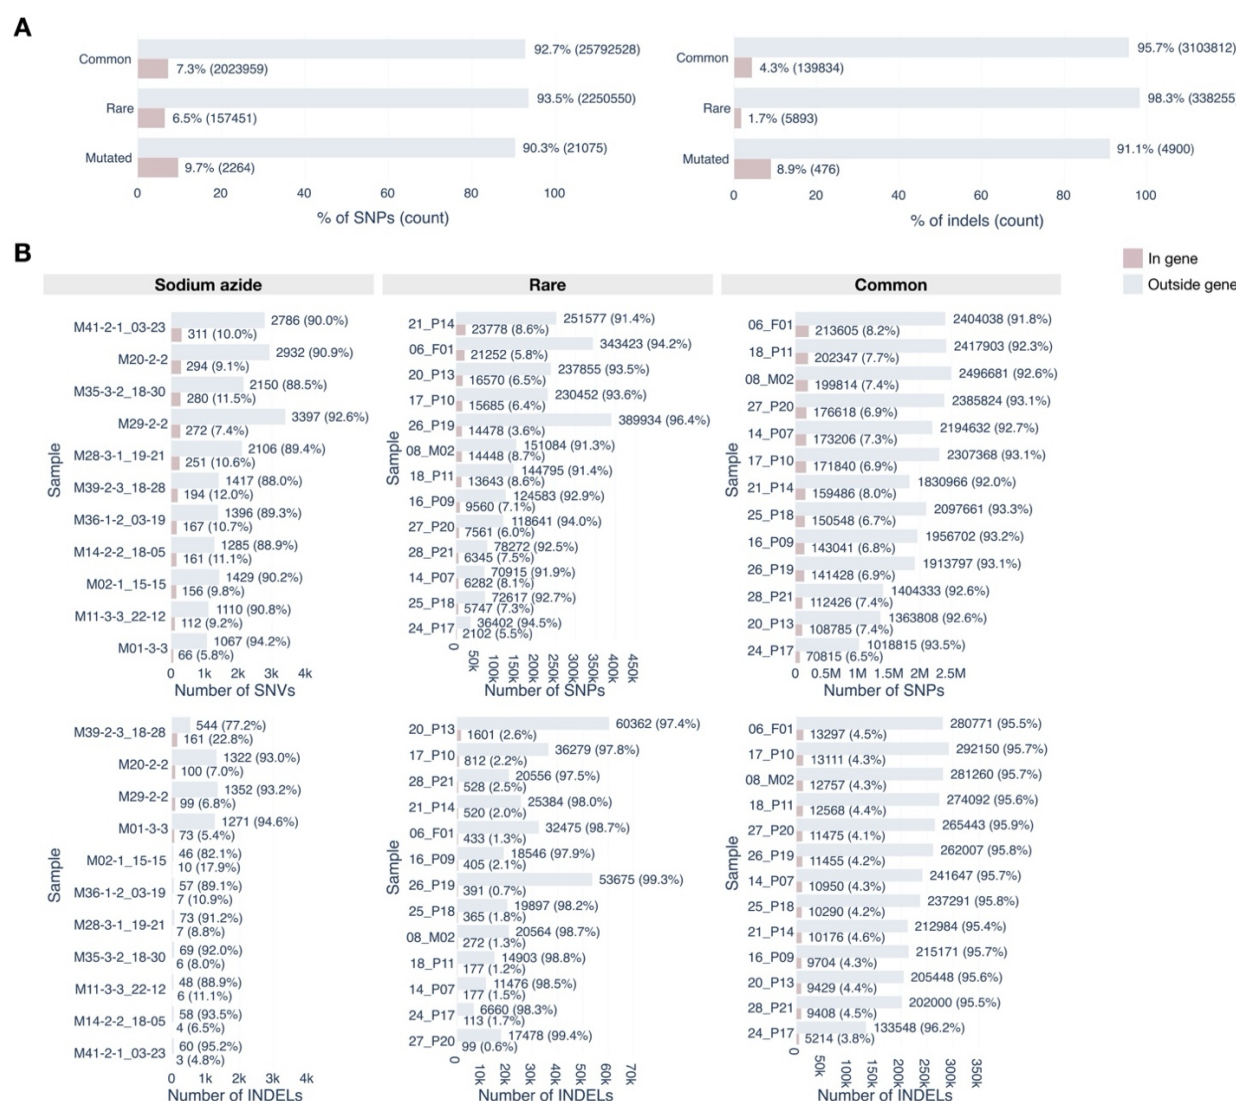 A
Common
92.7% (25792528)
7.3% (2023959)
Rare
93.5% (2250550)
6.5% (157451)
Mutated
90.3% (21075)
9.7% (2264)
0 20 40 60 80 100
% of SNPs (count)
Common
95.7% (3103812)
4.3% (139834)
Rare
98.3% (338255
1.7% (5893)
Mutated
91.1% (4900)
8.9% (476)
0 20 40 60 80 100
% of indels (count)
B
In gene
Outside gene
Sodium azide
Sample
M41-2-1_03-23
2786 (90.0%)
311 (10.0%)
M20-2-2
2932 (90.9%)
294 (9.1%)
M35-3-2_18-30
2150 (88.5%)
280 (11.5%)
M29-2-2
3397 (92.6%)
272 (7.4%)
M28-3-1_19-21
2106 (89.4%)
251 (10.6%)
M39-2-3_18-28
1417 (88.0%)
194 (12.0%)
M36-1-2_03-19
1396 (89.3%)
167 (10.7%)
M14-2-2_18-05
1285 (88.9%)
161 (11.1%)
M02-1_15-15
1429 (90.2%)
156 (9.8%)
M11-3-3_22-12
1110 (90.8%)
112 (9.2%)
M01-3-3
1067 (94.2%)
66 (5.8%)
0 1k 2k 3k 4k
Number of SNVs
Rare
Sample
21_P14
251577 (91.4%)
23778 (8.6%)
06_F01
343423 (94.2%)
21252 (5.8%)
20_P13
237855 (93.5%)
16570 (6.5%)
17_P10
230452 (93.6%)
15685 (6.4%)
26_P19
389934 (96.4%)
14478 (3.6%)
08_M02
151084 (91.3%)
14448 (8.7%)
18_P11
144795 (91.4%)
13643 (8.6%)
16_P09
124583 (92.9%)
9560 (7.1%)
27_P20
118641 (94.0%)
7561 (6.0%)
28_P21
78272 (92.5%)
6345 (7.5%)
14_P07
70915 (91.9%)
6282 (8.1%)
25_P18
72617 (92.7%)
5747 (7.3%)
24_P17
36402 (94.5%)
2102 (5.5%)
0 50k 100k 150k 200k 250k 300k 350k 400k 450k
Number of SNPs
Common
Sample
06_F01
2404038 (91.8%)
213605 (8.2%)
18_P11
2417903 (92.3%)
202347 (7.7%)
08_M02
2496681 (92.6%)
199814 (7.4%)
27_P20
2385824 (93.1%)
176618 (6.9%)
14_P07
2194632 (92.7%)
173206 (7.3%)
17_P10
2307368 (93.1%)
171840 (6.9%)
21_P14
1830966 (92.0%)
159486 (8.0%)
25_P18
2097661 (93.3%)
150548 (6.7%)
16_P09
1956702 (93.2%)
143041 (6.8%)
26_P19
1913797 (93.1%)
141428 (6.9%)
28_P21
1404333 (92.6%)
112426 (7.4%)
20_P13
1363808 (92.6%)
108785 (7.4%)
24_P17
1018815 (93.5%)
70815 (6.5%)
0 0.5M 1M 1.5M 2M 2.5M
Number of SNPs
Sample
M39-2-3_18-28
544 (77.2%)
161 (22.8%)
M20-2-2
1322 (93.0%)
100 (7.0%)
M29-2-2
1352 (93.2%)
99 (6.8%)
M01-3-3
1271 (94.6%)
73 (5.4%)
M02-1_15-15
46 (82.1%)
10 (17.9%)
M36-1-2_03-19
57 (89.1%)
7 (10.9%)
M28-3-1_19-21
73 (91.2%)
7 (8.8%)
M35-3-2_18-30
69 (92.0%)
6 (8.0%)
M11-3-3_22-12
48 (88.9%)
6 (11.1%)
M14-2-2_18-05
58 (93.5%)
4 (6.5%)
M41-2-1_03-23
60 (95.2%)
3 (4.8%)
0 1k 2k 3k 4k
Number of INDELs
Sample
20_P13
60362 (97.4%)
1601 (2.6%)
17_P10
36279 (97.8%)
812 (2.2%)
28_P21
20556 (97.5%)
528 (2.5%)
21_P14
25384 (98.0%)
520 (2.0%)
06_F01
32475 (98.7%)
433 (1.3%)
16_P09
18546 (97.9%)
405 (2.1%)
26_P19
53675 (99.3%)
391 (0.7%)
25_P18
19897 (98.2%)
365 (1.8%)
08_M02
20564 (98.7%)
272 (1.3%)
18_P11
14903 (98.8%)
177 (1.2%)
14_P07
11476 (98.5%)
177 (1.5%)
24_P17
6660 (98.3%)
113 (1.7%)
27_P20
17478 (99.4%)
99 (0.6%)
0 10k 20k 30k 40k 50k 60k 70k
Number of INDELs
Sample
06_F01
280771 (95.5%)
13297 (4.5%)
17_P10
292150 (95.7%)
13111 (4.3%)
08_M02
281260 (95.7%)
12757 (4.3%)
18_P11
274092 (95.6%)
12568 (4.4%)
27_P20
265443 (95.9%)
11475 (4.1%)
26_P19
262007 (95.8%)
11455 (4.2%)
14_P07
241647 (95.7%)
10950 (4.3%)
25_P18
237291 (95.8%)
10290 (4.2%)
21_P14
212984 (95.4%)
10176 (4.6%)
16_P09
215171 (95.7%)
9704 (4.3%)
20_P13
205448 (95.6%)
9429 (4.4%)
28_P21
202000 (95.5%)
9408 (4.5%)
24_P17
133548 (96.2%)
5214 (3.8%)
0 50k 100k 150k 200k 250k 300k 350k
Number of INDELs